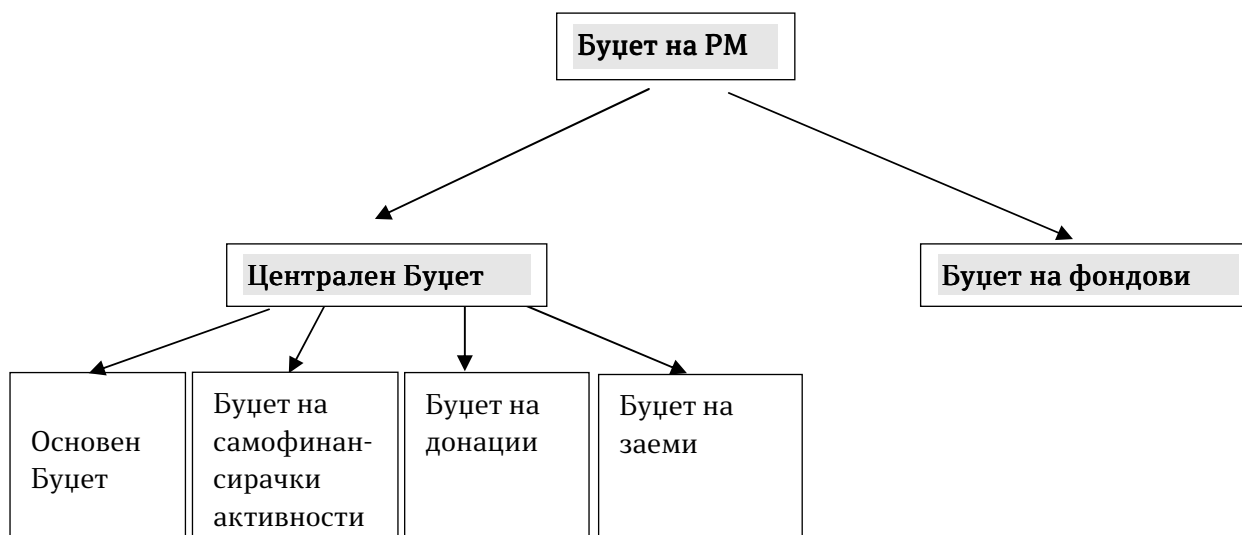 Буџет на РМ
Централен Буџет
Буџет на фондови
Основен
Буџет
Буџет на
самофинан-
сирачки
активности
Буџет на
донации
Буџет на
заеми